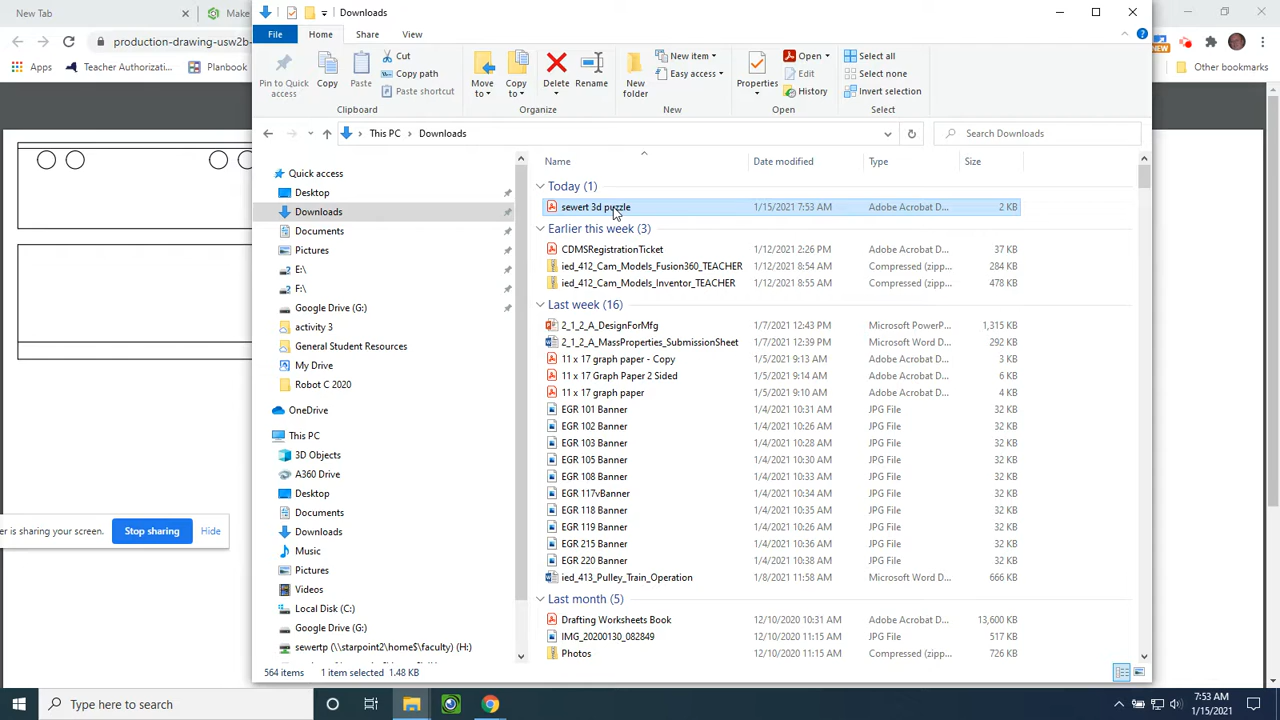 New Tab
Make
production-drawing-usw2b-
Apps
Teacher Authorizati...
Planbook
NEW
Other bookmarks
er is sharing your screen.
Stop sharing
Hide
Downloads
File
Home
Share
View
Pin to Quick access
Copy
Paste
Cut
Copy path
Paste shortcut
Clipboard
Move to
Copy to
Delete
Rename
Organize
New folder
New item
Easy access
New
Properties
Open
Edit
History
Open
Select all
Select none
Invert selection
Select
This PC
Downloads
Search Downloads
Quick access
Desktop
Downloads
Documents
Pictures
E:\
F:\
Google Drive (G:)
activity 3
General Student Resources
My Drive
Robot C 2020
OneDrive
This PC
3D Objects
A360 Drive
Desktop
Documents
Downloads
Music
Pictures
Videos
Local Disk (C:)
Google Drive (G:)
sewertp (\\starpoint2\home$\faculty) (H:)
Name Date modified Type Size
Today (1)
sewert 3d puzzle 1/15/2021 7:53 AM Adobe Acrobat D... 2 KB
Earlier this week (3)
CDMSRegistrationTicket 1/12/2021 2:26 PM Adobe Acrobat D... 37 KB
ied_412_Cam_Models_Fusion360_TEACHER 1/12/2021 8:54 AM Compressed (zipp... 284 KB
ied_412_Cam_Models_Inventor_TEACHER 1/12/2021 8:55 AM Compressed (zipp... 478 KB
Last week (16)
2_1_2_A_DesignForMfg 1/7/2021 12:43 PM Microsoft PowerP... 1,315 KB
2_1_2_A_MassProperties_SubmissionSheet 1/7/2021 12:39 PM Microsoft Word D... 292 KB
11 x 17 graph paper - Copy 1/5/2021 9:13 AM Adobe Acrobat D... 3 KB
11 x 17 Graph Paper 2 Sided 1/5/2021 9:14 AM Adobe Acrobat D... 6 KB
11 x 17 graph paper 1/5/2021 9:10 AM Adobe Acrobat D... 4 KB
EGR 101 Banner 1/4/2021 10:31 AM JPG File 32 KB
EGR 102 Banner 1/4/2021 10:26 AM JPG File 32 KB
EGR 103 Banner 1/4/2021 10:28 AM JPG File 32 KB
EGR 105 Banner 1/4/2021 10:30 AM JPG File 32 KB
EGR 108 Banner 1/4/2021 10:33 AM JPG File 32 KB
EGR 117vBanner 1/4/2021 10:34 AM JPG File 32 KB
EGR 118 Banner 1/4/2021 10:35 AM JPG File 32 KB
EGR 119 Banner 1/4/2021 10:26 AM JPG File 32 KB
EGR 215 Banner 1/4/2021 10:36 AM JPG File 32 KB
EGR 220 Banner 1/4/2021 10:38 AM JPG File 32 KB
ied_413_Pulley_Train_Operation 1/8/2021 11:58 AM Microsoft Word D... 666 KB
Last month (5)
Drafting Worksheets Book 12/10/2020 10:31 AM Adobe Acrobat D... 13,600 KB
IMG_20200130_082849 12/10/2020 11:15 AM JPG File 517 KB
Photos 12/10/2020 11:15 AM Compressed (zipp... 726 KB
564 items 1 item selected 1.48 KB
Type here to search
7:53 AM
1/15/2021